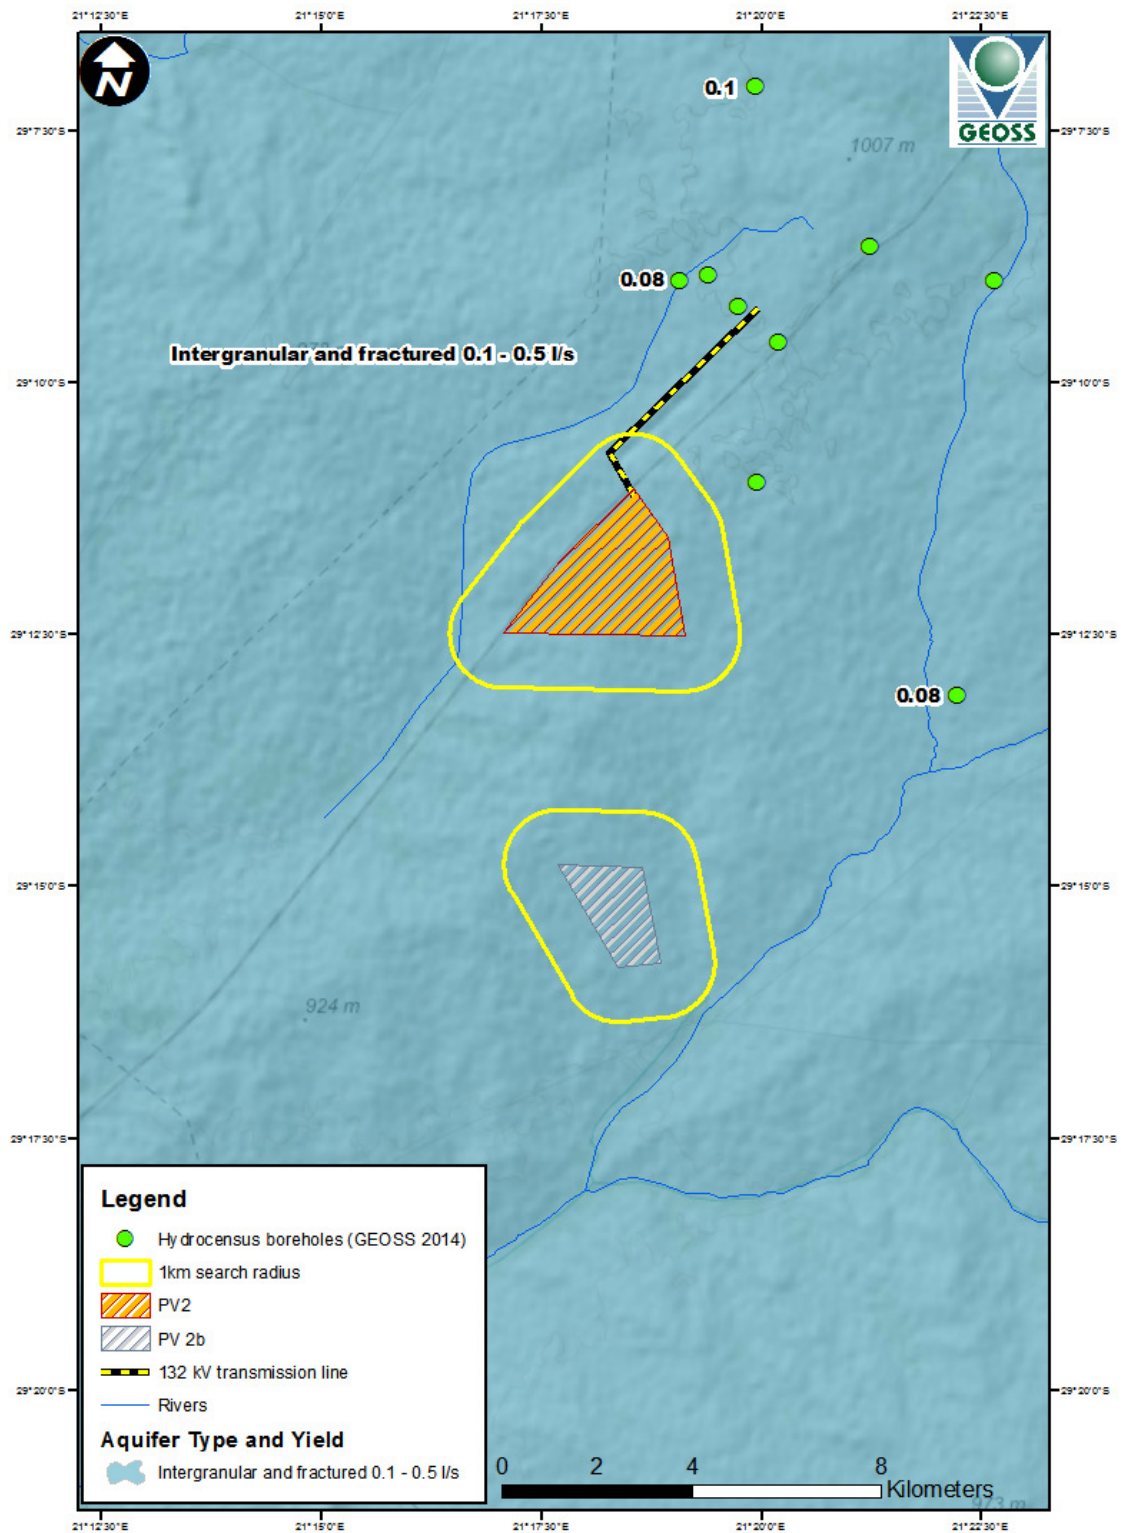 21°12'30"E 21°15'0"E 21°17'30"E 21°20'0"E 21°22'30"E
N
0.1
GEOSS
29°7'30"S 29°7'30"S
1007 m
0.08
Intergranular and fractured 0.1 - 0.5 l/s
29°10'0"S 29°10'0"S
29°12'30"S 29°12'30"S
0.08
29°15'0"S 29°15'0"S
924 m
29°17'30"S 29°17'30"S
Legend
Hydrocensus boreholes (GEOSS 2014)
1km search radius
PV2
PV 2b
132 kV transmission line
Rivers
Aquifer Type and Yield
Intergranular and fractured 0.1 - 0.5 l/s
29°20'0"S 29°20'0"S
0 2 4 8
Kilometers
973 m
21°12'30"E 21°15'0"E 21°17'30"E 21°20'0"E 21°22'30"E